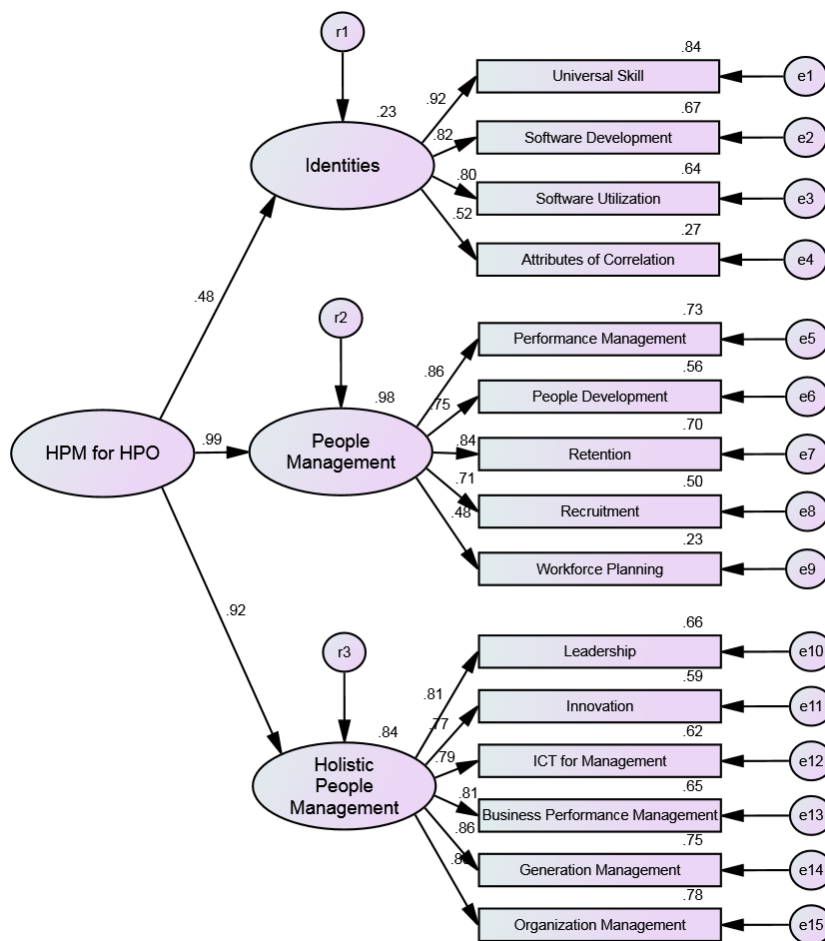 r1
.84
Universal Skill
e1
.92
.23
.67
.82
Software Development
e2
Identities
.64
.80
Software Utilization
e3
.52
.27
Attributes of Correlation
e4
.48
r2
.73
Performance Management
e5
.86
.56
.98
.75
People Development
e6
HPM for HPO
.99
People
Management
.70
.84
Retention
e7
.71
.50
Recruitment
e8
.48
.23
Workforce Planning
e9
.92
r3
.66
Leadership
e10
.81
.59
.77
Innovation
e11
.84
.62
.79
ICT for Management
e12
Holistic
People
Management
.65
.81
Business Performance Management
e13
.86
.75
Generation Management
e14
.78
Organization Management
e15